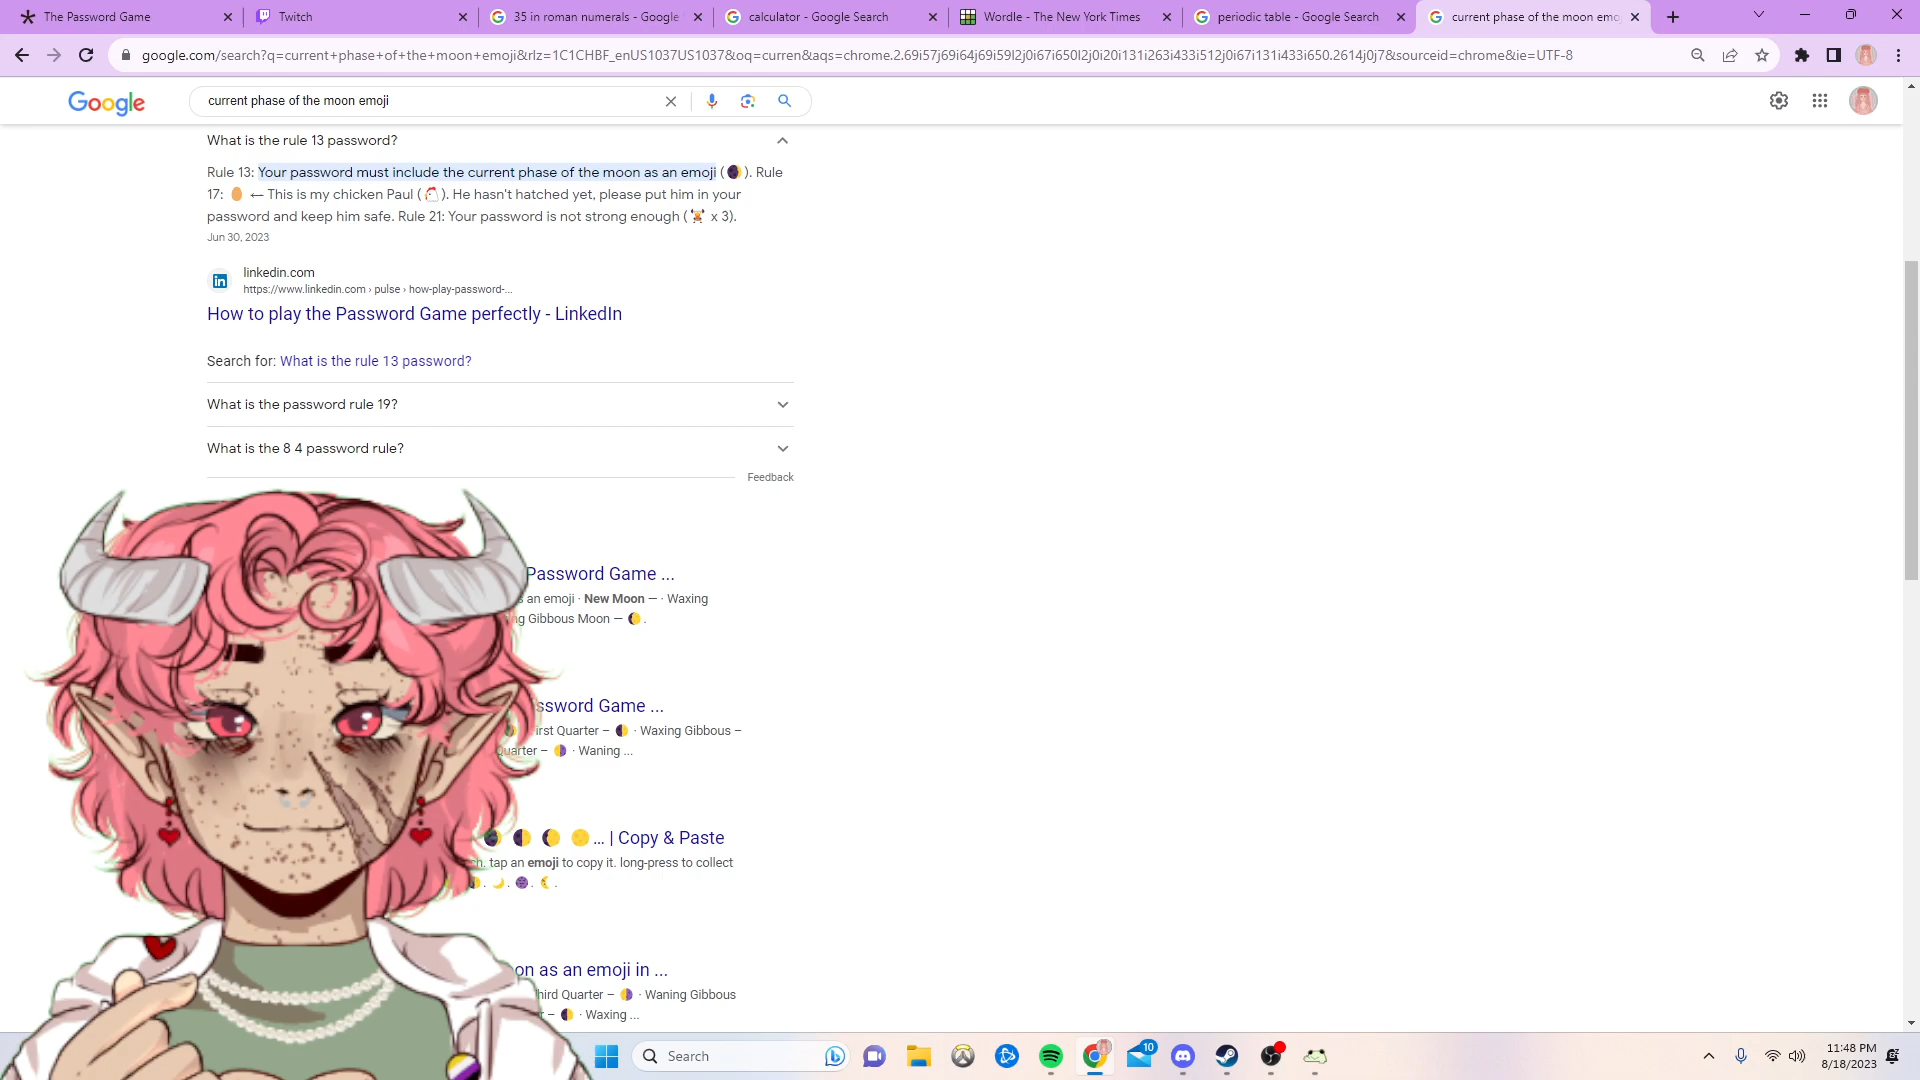 The Password Game
Twitch
35 in roman numerals - Google
calculator - Google Search
Wordle - The New York Times
periodic table - Google Search
current phase of the moon emo
google.com/search?q=current+phase+of+the+moon+emoji&rlz=1C1CHBF_enUS1037US1037&oq=curren&aqs=chrome.2.69i57j69i64j69i59l2j0i67i650l2j0i20i131i263i433i512j0i67i131i433i650.2614j0j7&sourceid=chrome&ie=UTF-8
Google
current phase of the moon emoji
What is the rule 13 password?
Rule 13: Your password must include the current phase of the moon as an emoji (🌒). Rule
17: 🥚 ← This is my chicken Paul (🐔). He hasn't hatched yet, please put him in your
password and keep him safe. Rule 21: Your password is not strong enough (🏋️ x 3).
Jun 30, 2023
linkedin.com
https://www.linkedin.com › pulse › how-play-password-...
How to play the Password Game perfectly - LinkedIn
Search for: What is the rule 13 password?
What is the password rule 19?
What is the 8 4 password rule?
Feedback
Password Game ...
an emoji · New Moon — · Waxing
Gibbous Moon — 🌔.
Password Game ...
First Quarter – 🌓 · Waxing Gibbous –
Quarter – 🌗 · Waning ...
🌒 🌓 🌔 🌕 ... | Copy & Paste
tap an emoji to copy it. long-press to collect
🌙. 🌚. 🌜.
as an emoji in ...
Third Quarter – 🌗 · Waning Gibbous
– 🌓 · Waxing ...
Search
10
11:48 PM
8/18/2023